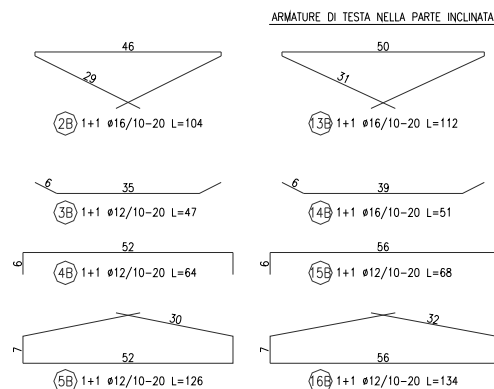 ARMATURE DI TESTA NELLA PARTE INCLINATA
46
29
2B 1+1 ø16/10-20 L=104
50
31
13B 1+1 ø16/10-20 L=112
6
35
3B 1+1 ø12/10-20 L=47
6
39
14B 1+1 ø16/10-20 L=51
52
6
4B 1+1 ø12/10-20 L=64
56
6
15B 1+1 ø12/10-20 L=68
30
7
52
5B 1+1 ø12/10-20 L=126
32
7
56
16B 1+1 ø12/10-20 L=134